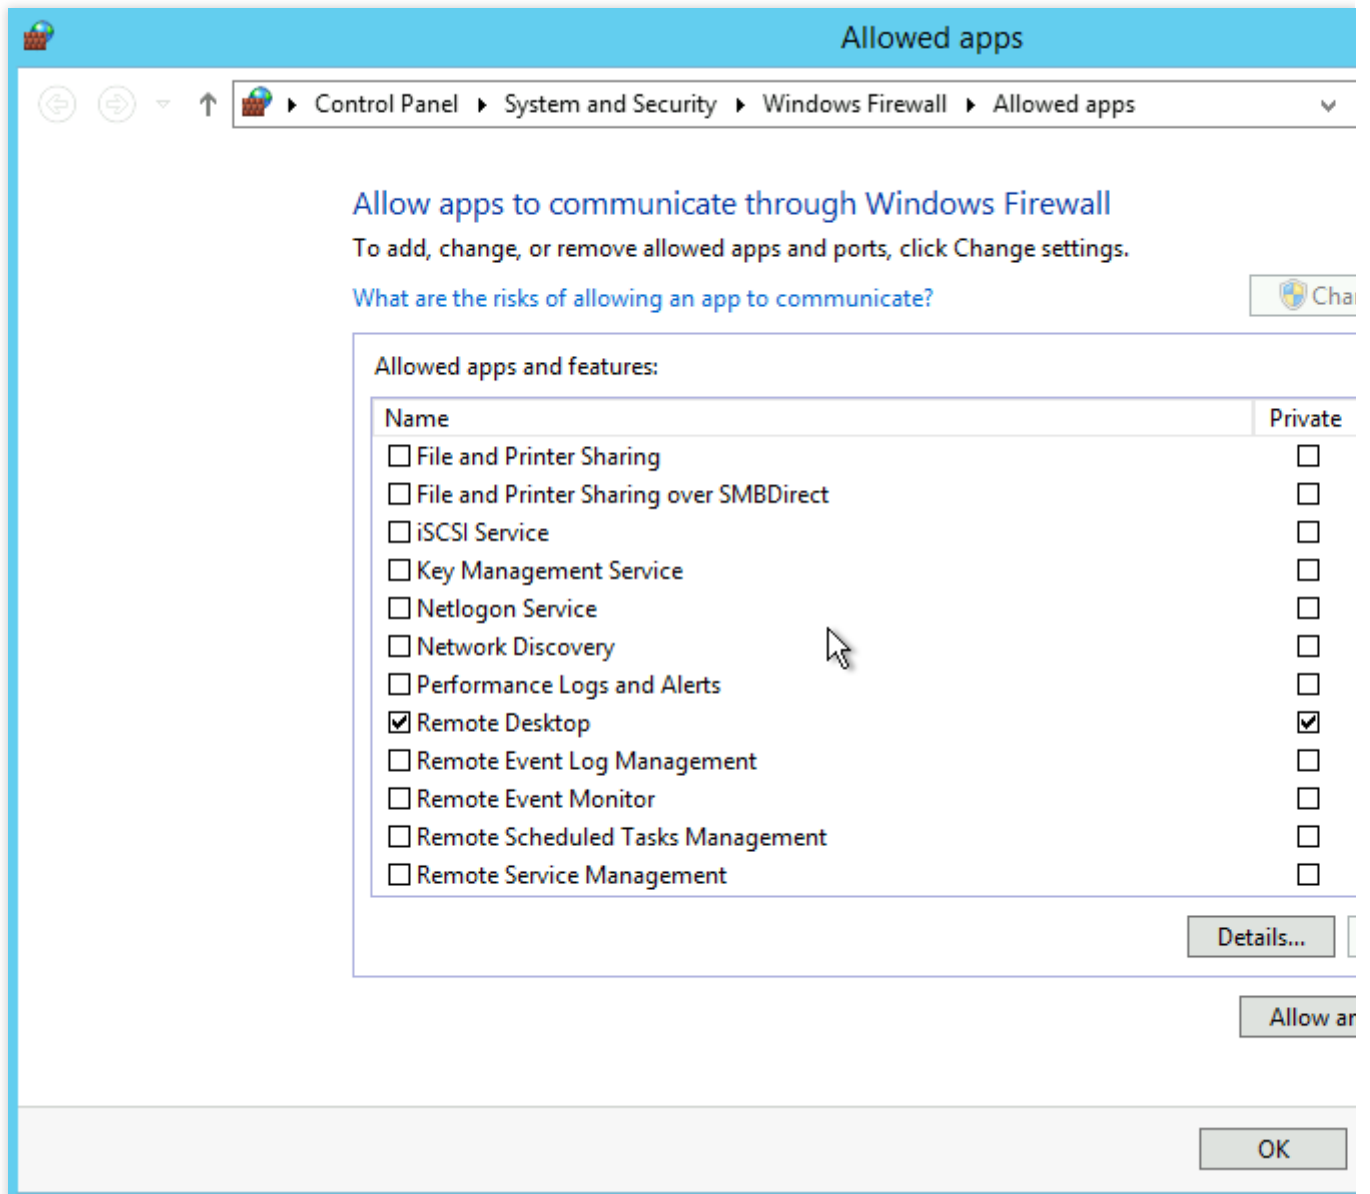 Allowed apps
Control Panel System and Security Windows Firewall Allowed apps
Allow apps to communicate through Windows Firewall
To add, change, or remove allowed apps and ports, click Change settings.
What are the risks of allowing an app to communicate?
Allowed apps and features:
Name Private
File and Printer Sharing
File and Printer Sharing over SMBDirect
iSCSI Service
Key Management Service
Netlogon Service
Network Discovery
Performance Logs and Alerts
Remote Desktop
Remote Event Log Management
Remote Event Monitor
Remote Scheduled Tasks Management
Remote Service Management
Details...
Allow
OK